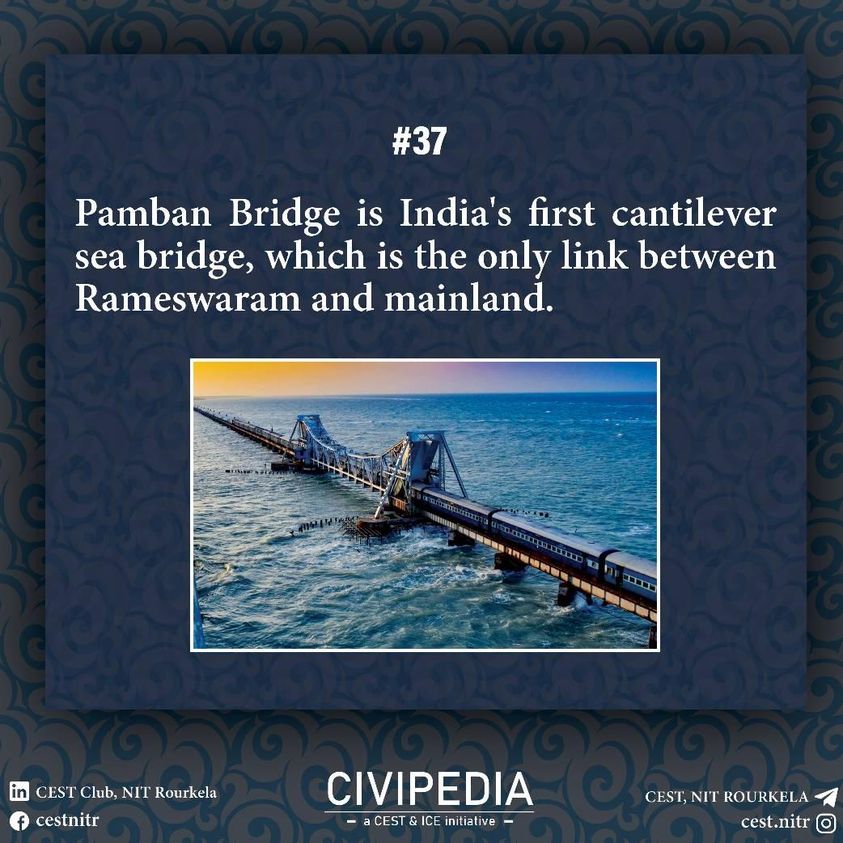 #37
Pamban Bridge is India's first cantilever
sea bridge, which is the only link between
Rameswaram and mainland.
CEST Club, NIT Rourkela
cestnitr
CIVIPEDIA
a CEST & ICE initiative
CEST, NIT ROURKELA
cest.nitr